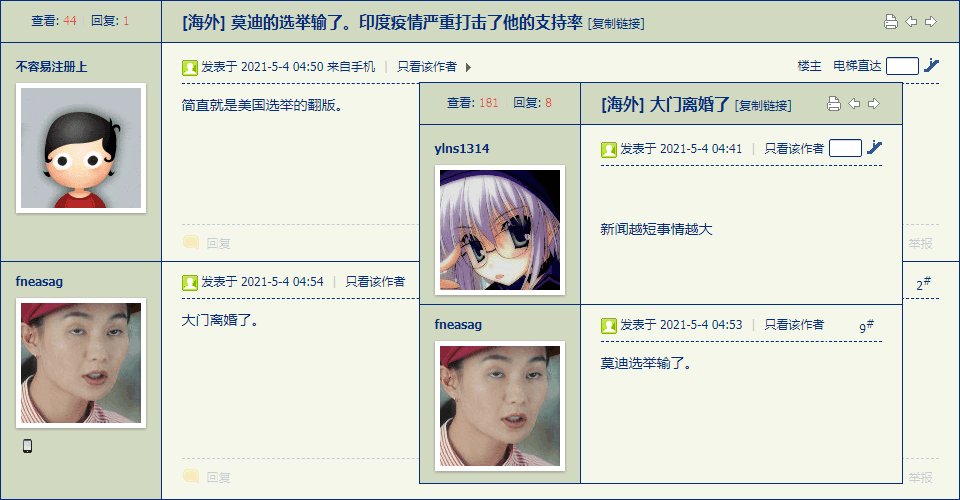 查看: 44 | 回复: 1
[海外] 莫迪的选举输了。印度疫情严重打击了他的支持率 [复制链接]
不容易注册上
发表于 2021-5-4 04:50 来自手机 | 只看该作者
楼主 电梯直达
简直就是美国选举的翻版。
回复
举报
fneasag
发表于 2021-5-4 04:54 | 只看该作者
2#
大门离婚了。
回复
举报
查看: 181 | 回复: 8
[海外] 大门离婚了 [复制链接]
ylns1314
发表于 2021-5-4 04:41 | 只看该作者
新闻越短事情越大
fneasag
发表于 2021-5-4 04:53 | 只看该作者
9#
莫迪选举输了。